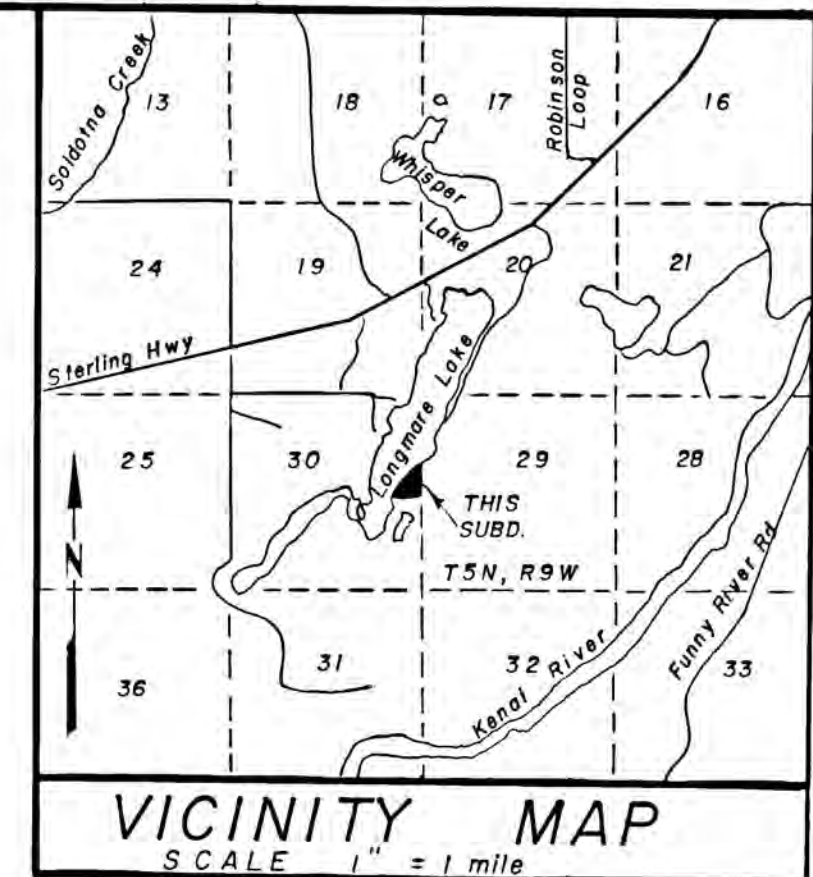 Soldotna Creek
13
18
17
Robinson
Loop
16
Whisper
Lake
24
19
20
21
Sterling Hwy
Longmare Lake
25
30
29
28
THIS
SUBD.
N
T5N, R9W
Funny River Rd
36
31
32
Kenai River
33
VICINITY MAP
SCALE 1" = 1 mile